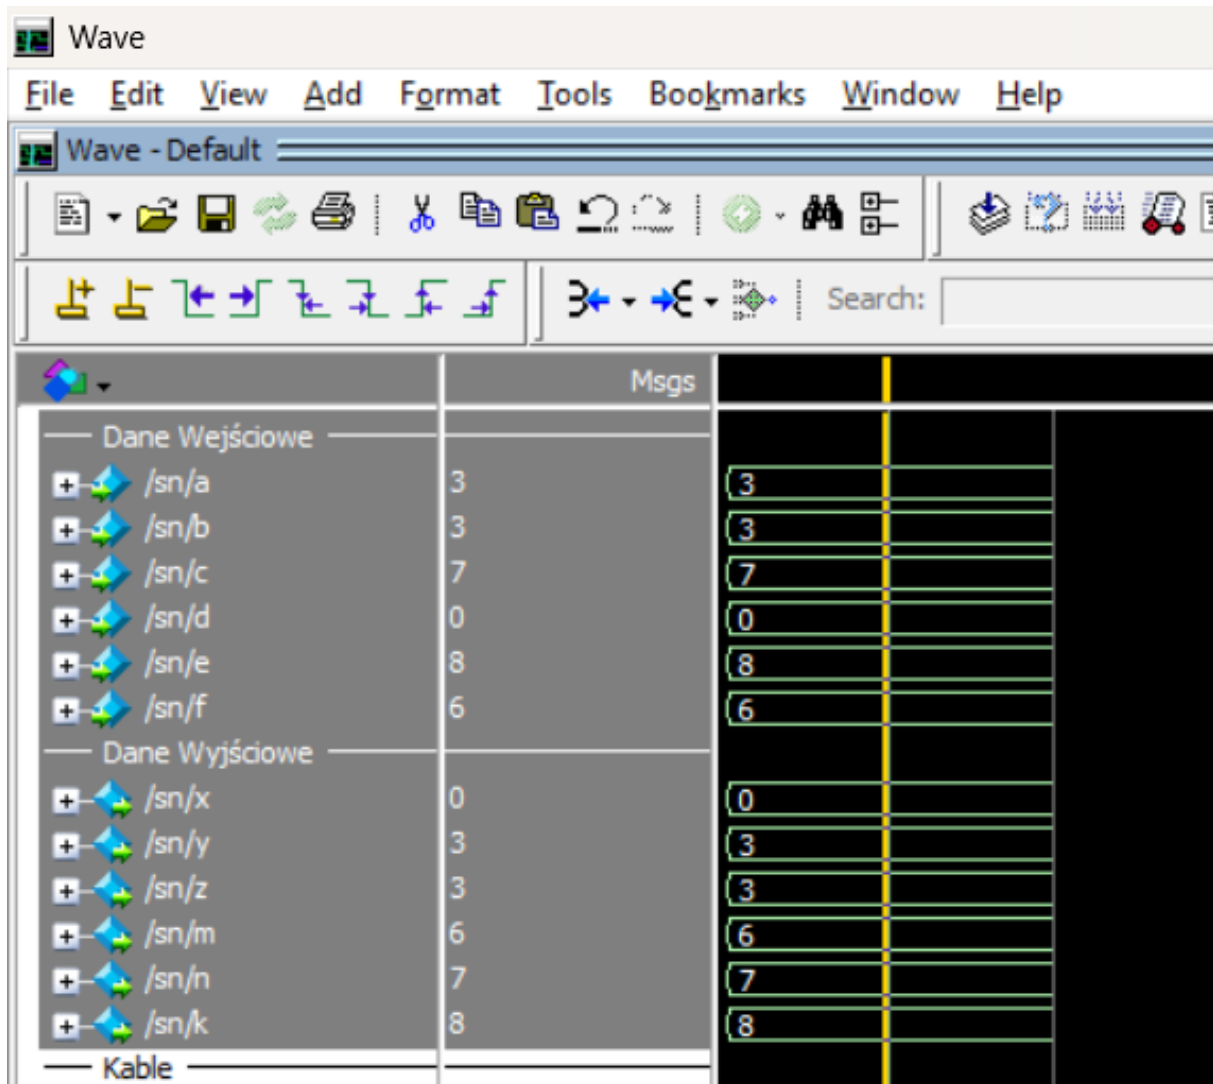 Wave
File Edit View Add Format Tools Bookmarks Window Help
Wave - Default
Search:
Msgs
Dane Wejściowe
/sn/a 3 3
/sn/b 3 3
/sn/c 7 7
/sn/d 0 0
/sn/e 8 8
/sn/f 6 6
Dane Wyjściowe
/sn/x 0 0
/sn/y 3 3
/sn/z 3 3
/sn/m 6 6
/sn/n 7 7
/sn/k 8 8
Kable